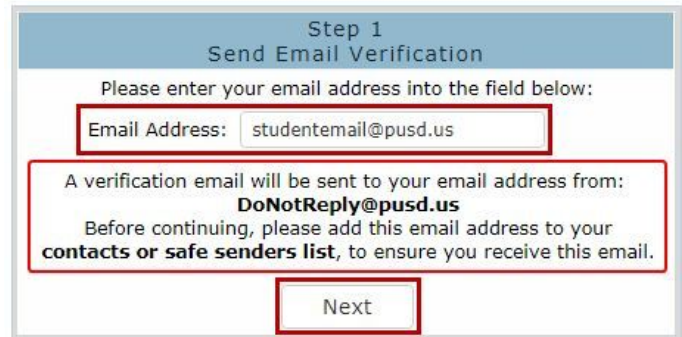 Step 1
Send Email Verification
Please enter your email address into the field below:
Email Address: studentemail@pusd.us
A verification email will be sent to your email address from:
DoNotReply@pusd.us
Before continuing, please add this email address to your
contacts or safe senders list, to ensure you receive this email.
Next